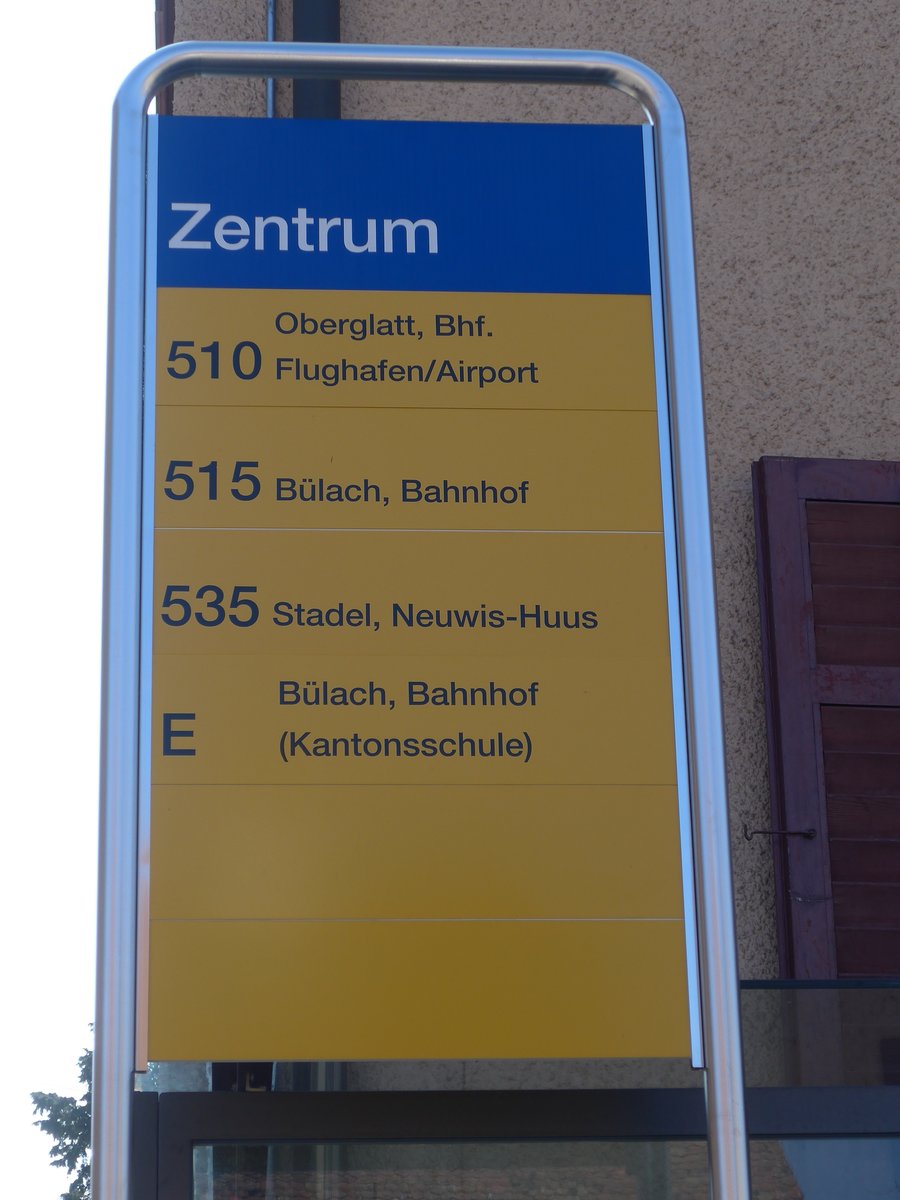 Zentrum
510 Oberglatt, Bhf.
Flughafen/Airport
515 Bülach, Bahnhof
535 Stadel, Neuwis-Huus
E Bülach, Bahnhof
(Kantonsschule)